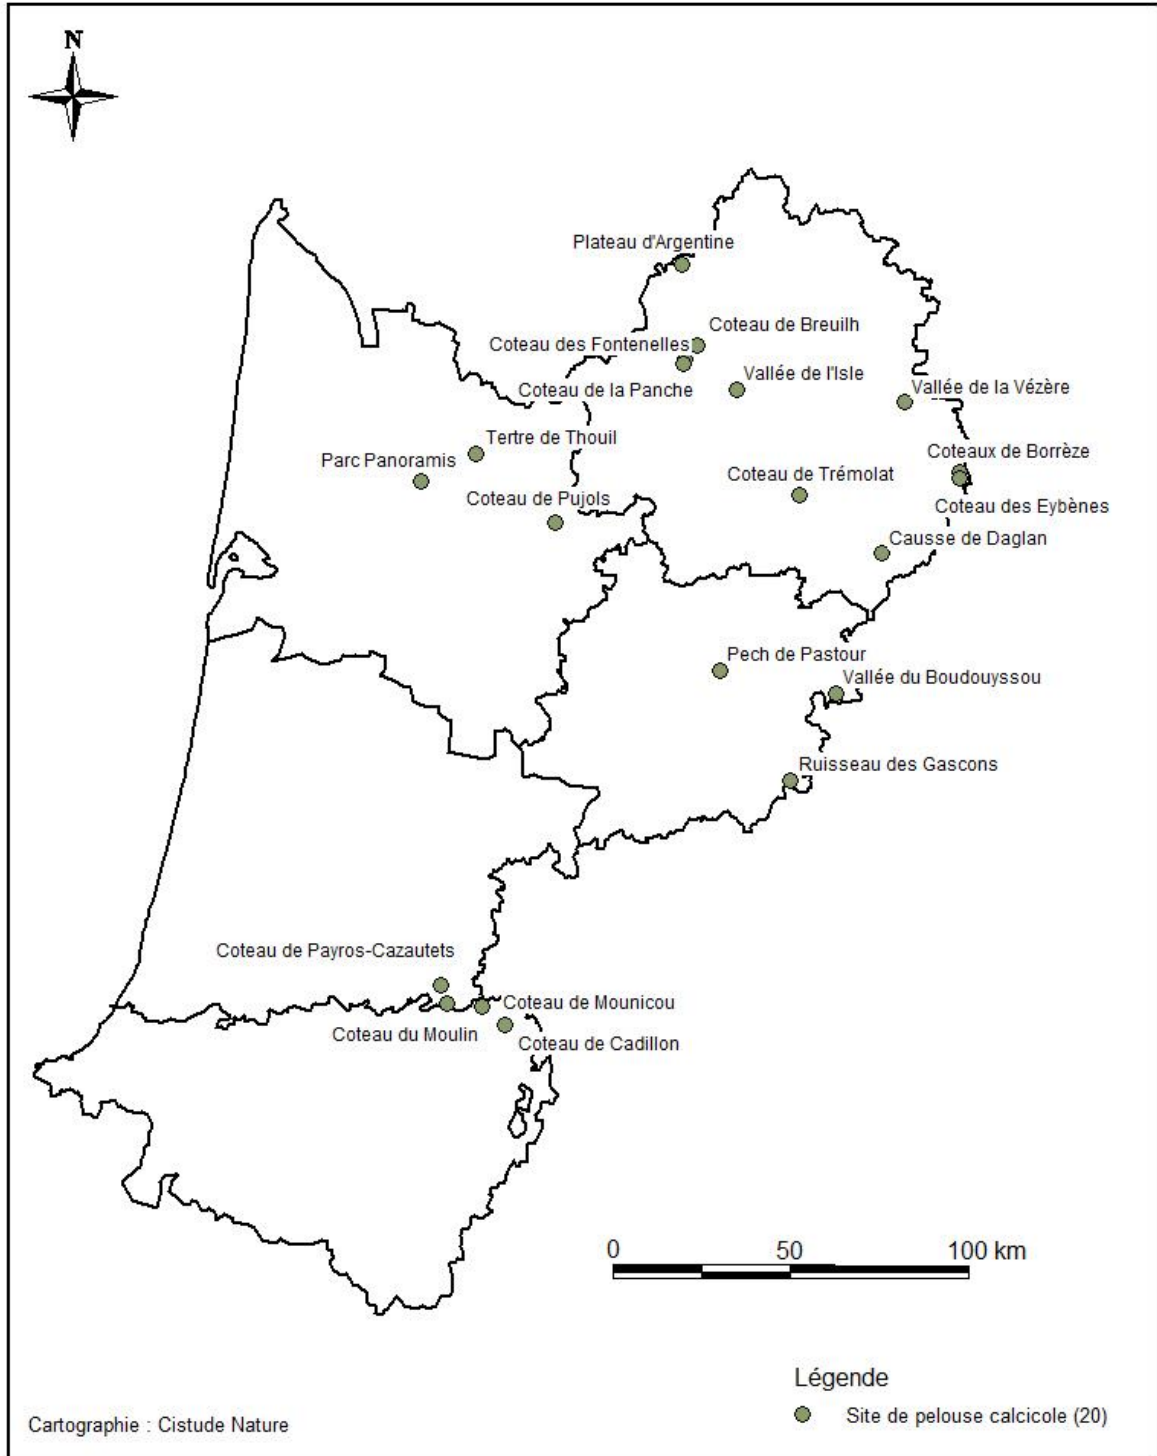 N
Plateau d'Argentine
Coteau de Breuilh
Coteau des Fontenelles
Vallée de l'Isle
Coteau de la Panche
Vallée de la Vézère
Tertre de Thouil
Parc Panoramis
Coteaux de Borrèze
Coteau de Trémolat
Coteau de Pujols
Coteau des Eybènes
Causse de Daglan
Pech de Pastour
Vallée du Boudouyssou
Ruisseau des Gascons
Coteau de Payros-Cazautets
Coteau de Mounicou
Coteau du Moulin
Coteau de Cadillon
0 50 100 km
Légende
Site de pelouse calcicole (20)
Cartographie : Cistude Nature